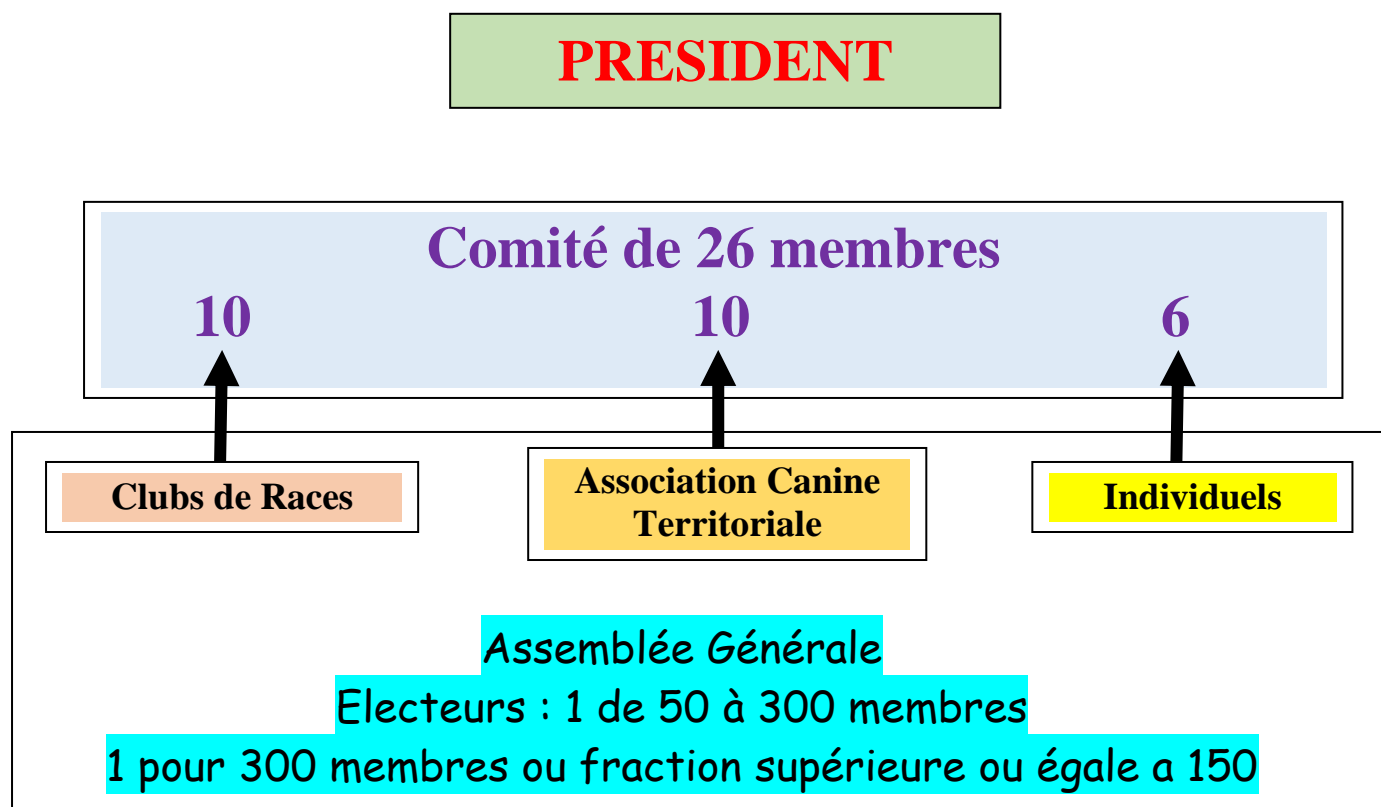 PRESIDENT
Comité de 26 membres
10 10 6
Clubs de Races
Association Canine
Territoriale
Individuels
Assemblée Générale
Electeurs : 1 de 50 à 300 membres
1 pour 300 membres ou fraction supérieure ou égale a 150